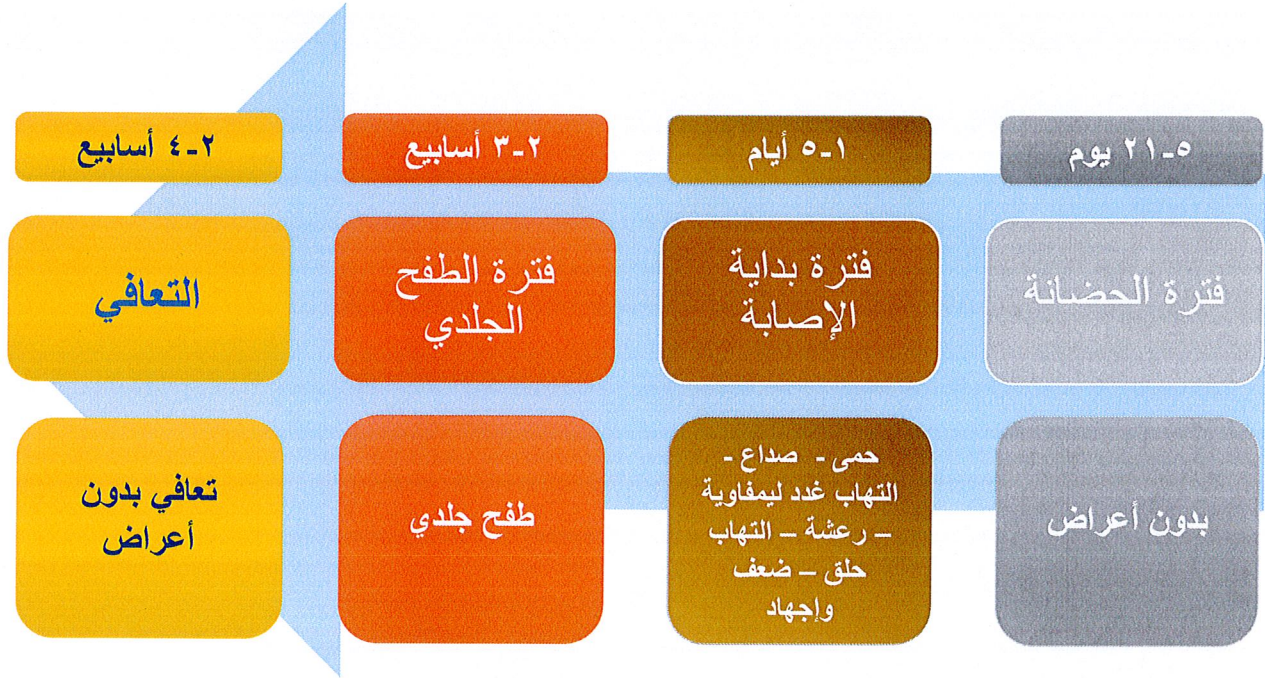 ٥-٢١ يوم
١-٥ أيام
٢-٣ أسابيع
٢-٤ أسابيع
فترة الحضانة
فترة بداية
الإصابة
فترة الطفح
الجلدي
التعافي
بدون أعراض
حمى - صداع -
التهاب غدد ليمفاوية
– رعشة – التهاب
حلق – ضعف
وإجهاد
طفح جلدي
تعافي بدون
أعراض